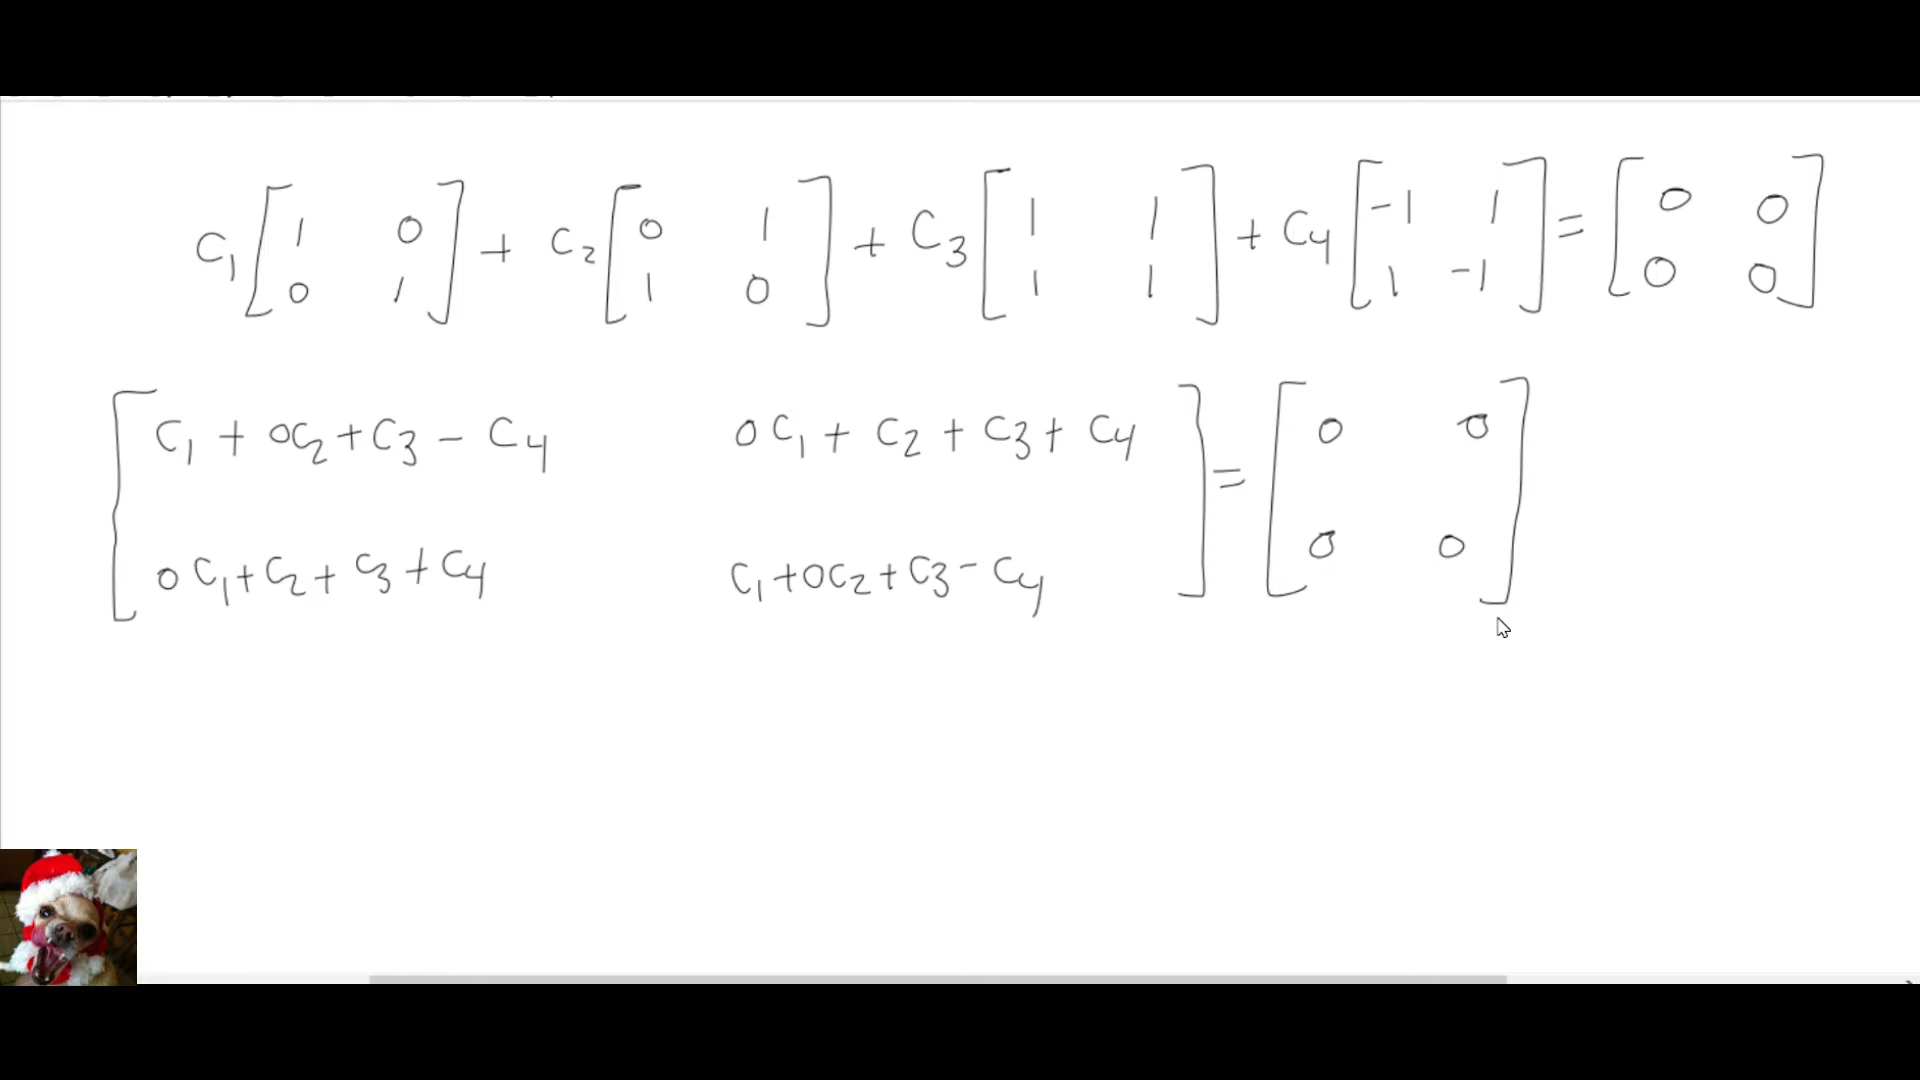 C₁ [1 0; 0 1] + C₂ [0 1; 1 0] + C₃ [1 1; 1 1] + C₄ [-1 1; 1 -1] = [0 0; 0 0]
[C₁ + 0C₂ + C₃ - C₄   0C₁ + C₂ + C₃ + C₄; 0C₁ + C₂ + C₃ + C₄   C₁ + 0C₂ + C₃ - C₄] = [0 0; 0 0]